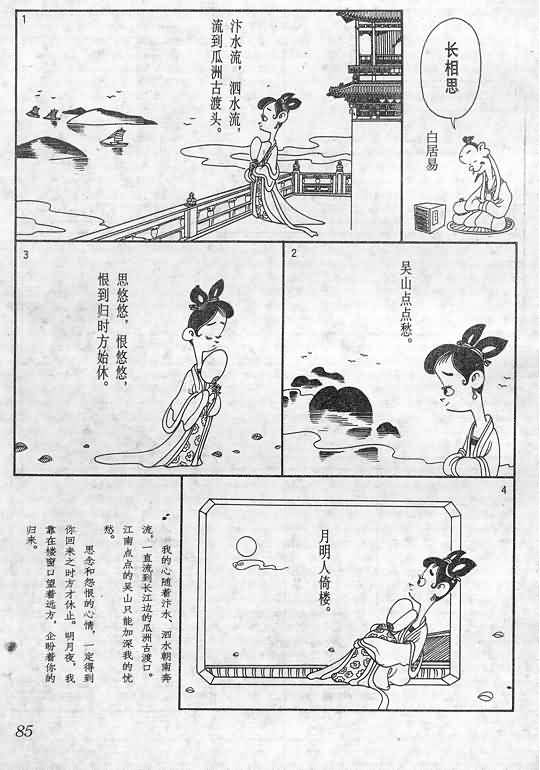 长相思
白居易
1
汴水流，泗水流，
流到瓜洲古渡头。
2
吴山点点愁。
3
思悠悠，恨悠悠，
恨到归时方始休。
4
月明人倚楼。
我的心随着汴水、泗水朝南奔
流，一直流到长江边的瓜洲古渡口。
江南点点的吴山只能加深我的忧
愁。
思念和怨恨的心情，一定得到
你回来之时方才休止。明月夜，我
靠在楼窗口望着远方，企盼着你的
归来。
85